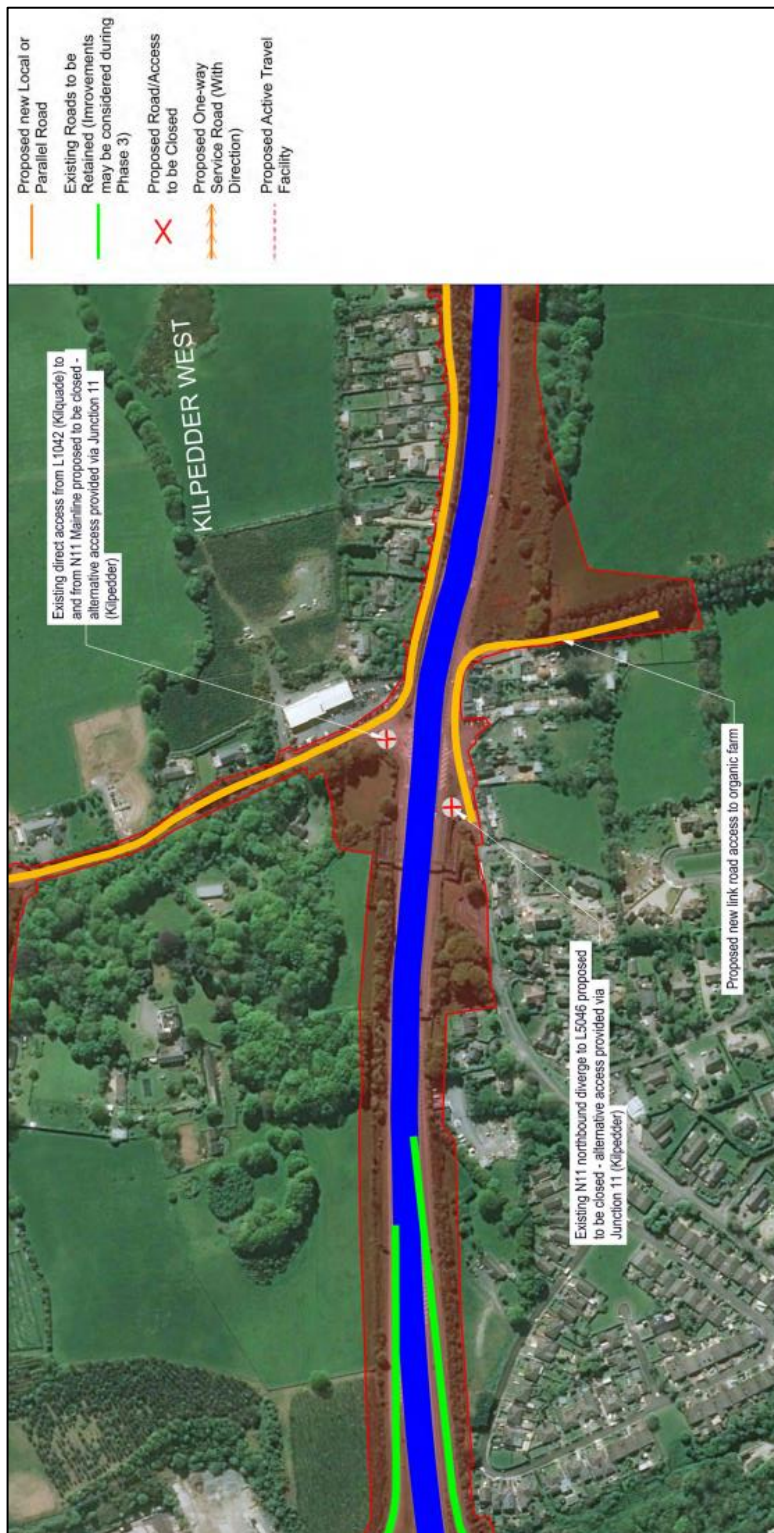 Proposed new Local or
Parallel Road
Existing Roads to be
Retained (Imrovements
may be considered during
Phase 3)
Proposed Road/Access
to be Closed
Proposed One-way
Service Road (With
Direction)
Proposed Active Travel
Facility
Existing direct access from L1042 (Kilquade) to
and from N11 Mainline proposed to be closed -
alternative access provided via Junction 11
(Kilpedder)
KILPEDDER WEST
Existing N11 northbound diverge to L5046 proposed
to be closed - alternative access provided via
Junction 11 (Kilpedder)
Proposed new link road access to organic farm